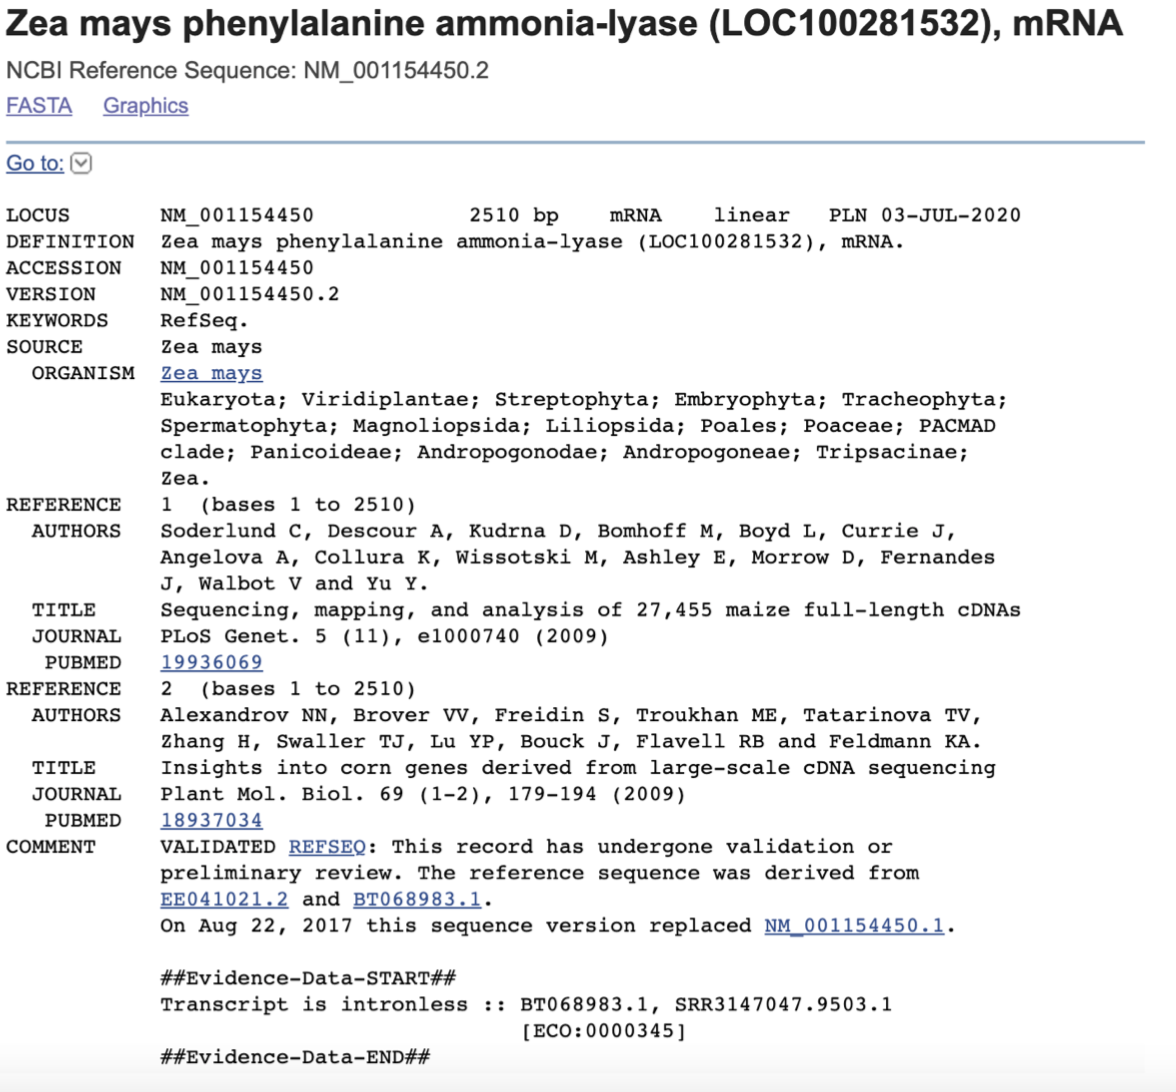 Zea mays phenylalanine ammonia-lyase (LOC100281532), mRNA
NCBI Reference Sequence: NM_001154450.2
FASTA Graphics
Go to:
LOCUS NM_001154450 2510 bp mRNA linear PLN 03-JUL-2020
DEFINITION Zea mays phenylalanine ammonia-lyase (LOC100281532), mRNA.
ACCESSION NM_001154450
VERSION NM_001154450.2
KEYWORDS RefSeq.
SOURCE Zea mays
ORGANISM Zea mays
Eukaryota; Viridiplantae; Streptophyta; Embryophyta; Tracheophyta;
Spermatophyta; Magnoliopsida; Liliopsida; Poales; Poaceae; PACMAD
clade; Panicoideae; Andropogonodae; Andropogoneae; Tripsacinae;
Zea.
REFERENCE 1 (bases 1 to 2510)
AUTHORS Soderlund C, Descour A, Kudrna D, Bomhoff M, Boyd L, Currie J,
Angelova A, Collura K, Wissotski M, Ashley E, Morrow D, Fernandes
J, Walbot V and Yu Y.
TITLE Sequencing, mapping, and analysis of 27,455 maize full-length cDNAs
JOURNAL PLoS Genet. 5 (11), e1000740 (2009)
PUBMED 19936069
REFERENCE 2 (bases 1 to 2510)
AUTHORS Alexandrov NN, Brover VV, Freidin S, Troukhan ME, Tatarinova TV,
Zhang H, Swaller TJ, Lu YP, Bouck J, Flavell RB and Feldmann KA.
TITLE Insights into corn genes derived from large-scale cDNA sequencing
JOURNAL Plant Mol. Biol. 69 (1-2), 179-194 (2009)
PUBMED 18937034
COMMENT VALIDATED REFSEQ: This record has undergone validation or
preliminary review. The reference sequence was derived from
EE041021.2 and BT068983.1.
On Aug 22, 2017 this sequence version replaced NM_001154450.1.
##Evidence-Data-START##
Transcript is intronless :: BT068983.1, SRR3147047.9503.1
[ECO:0000345]
##Evidence-Data-END##